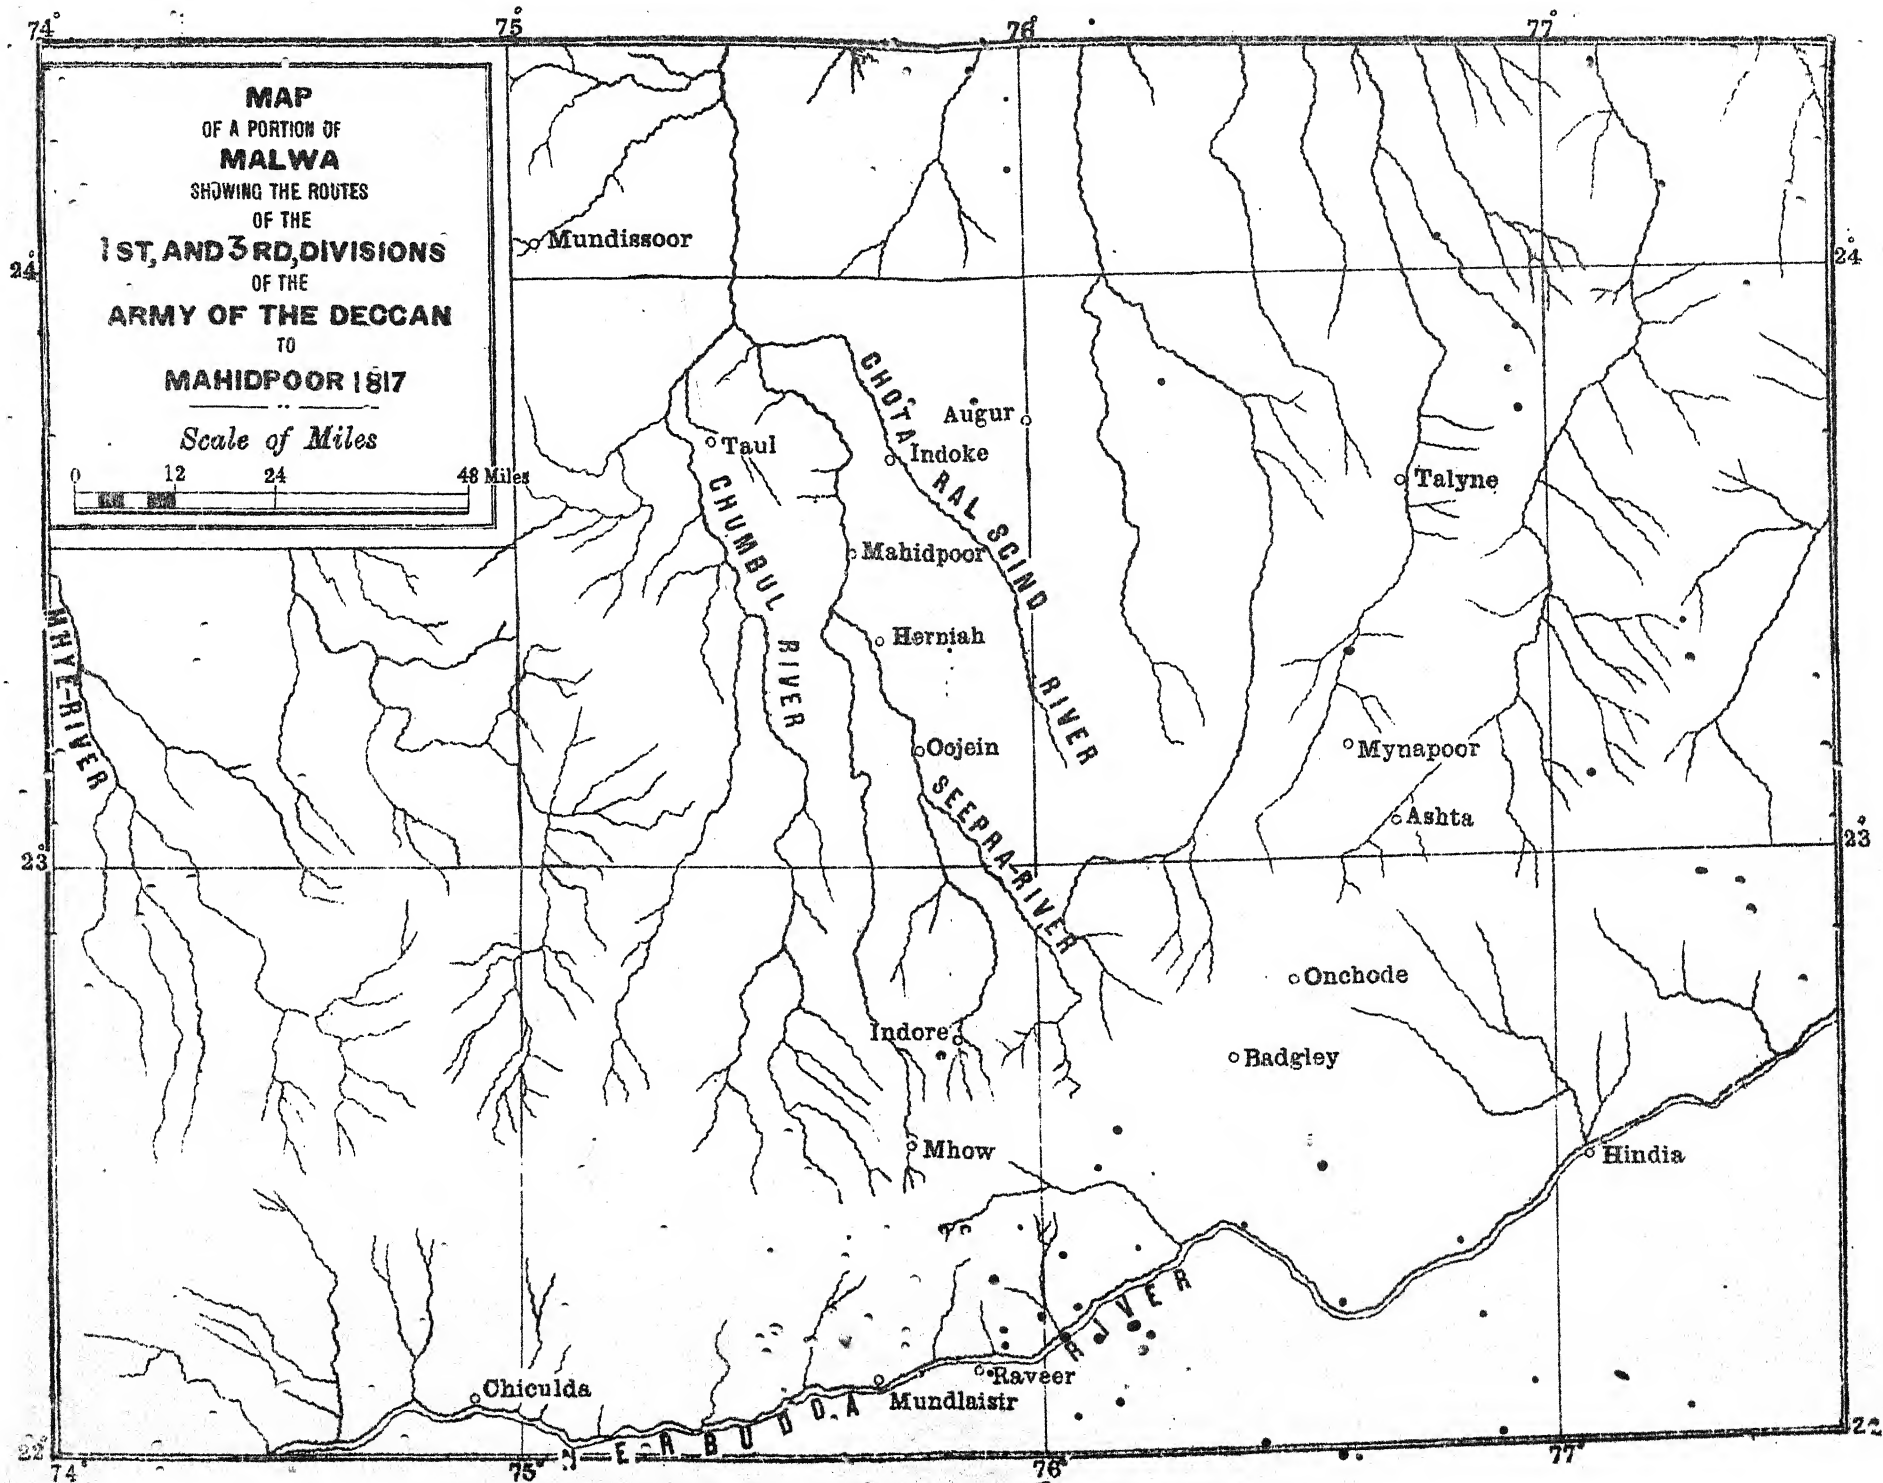 74° 75° 76° 77°
MAP
OF A PORTION OF
MALWA
SHOWING THE ROUTES
OF THE
1ST, AND 3RD, DIVISIONS
OF THE
ARMY OF THE DECCAN
TO
MAHIDPOOR 1817
Scale of Miles
0 12 24 48 Miles
Mundissoor
24° 24°
CHOTA KAL SCIND RIVER
Augur
Taul
Indoke
Talyne
CHUMBUL RIVER
Mahidpoor
MHYE-RIVER
Herniah
Oojein
Mynapoor
SEEPRA-RIVER
Ashta
23° 23°
Onchode
Indore
Badgley
Mhow
Hindia
Raveer
Chiculda
Mundlaisir
NERBUDDA RIVER
22° 22
74° 75° 76° 77°